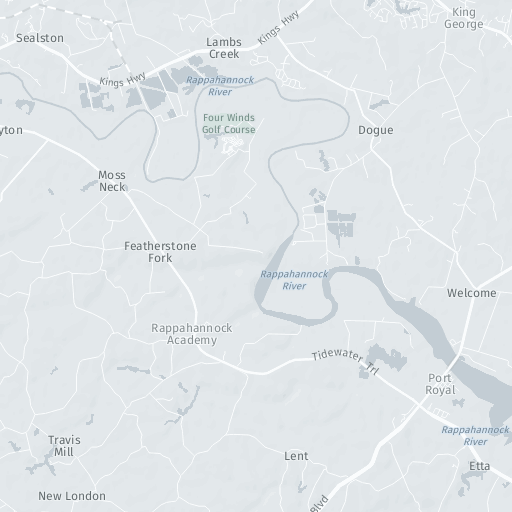 King
George
Sealston
Lambs
Creek
Kings Hwy
Kings Hwy
Rappahannock
River
Four Winds
Golf Course
yton
Dogue
Moss
Neck
Featherstone
Fork
Rappahannock
River
Welcome
Rappahannock
Academy
Tidewater Trl
Port
Royal
Travis
Mill
Rappahannock
River
Lent
Etta
New London
Blvd